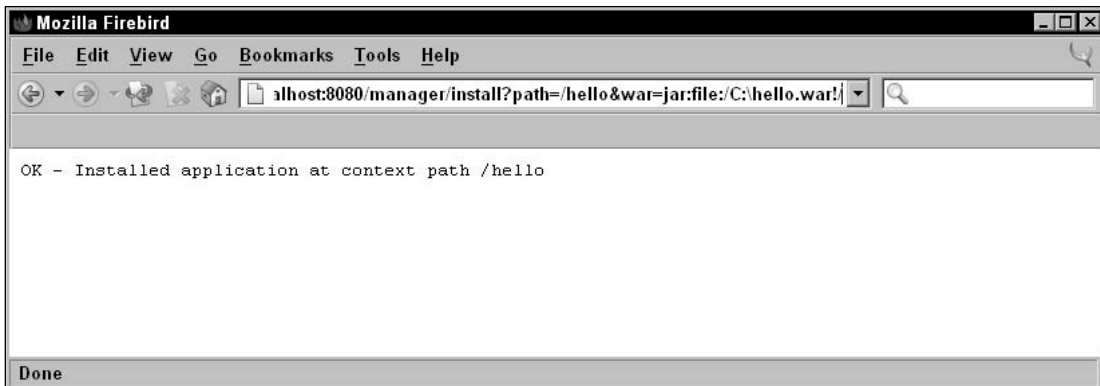 Mozilla Firebird
File Edit View Go Bookmarks Tools Help
alhost:8080/manager/install?path=/hello&war=jar:file:/C:\hello.war!/
OK - Installed application at context path /hello
Done